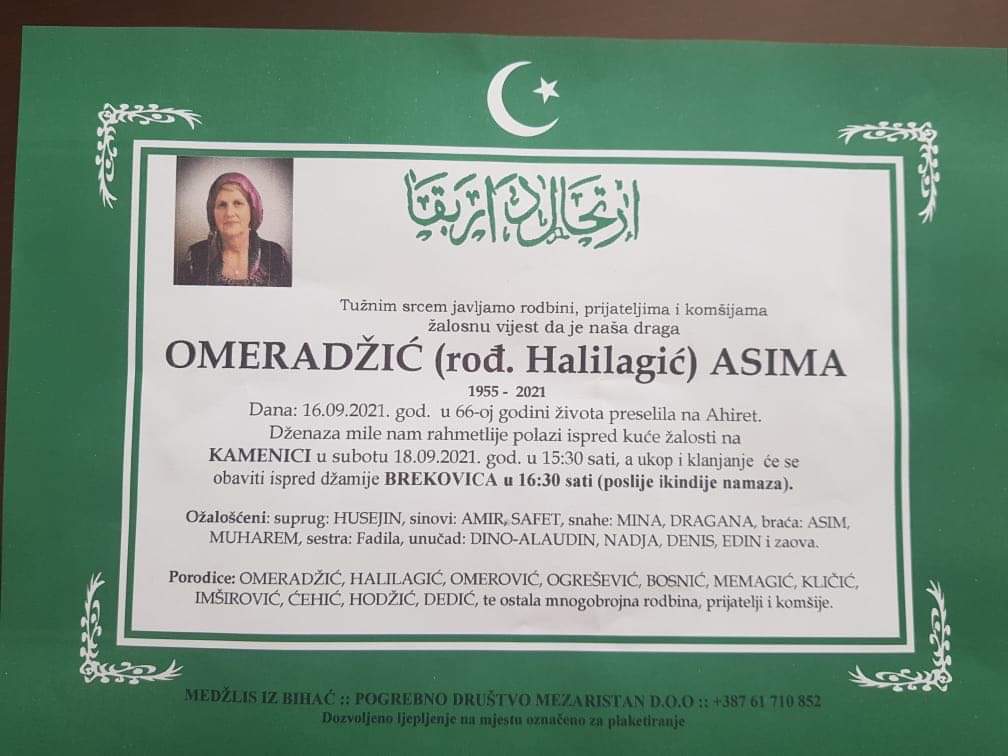 ارتحال دار بقا
Tužnim srcem javljamo rodbini, prijateljima i komšijama
žalosnu vijest da je naša draga
OMERADŽIĆ (rođ. Halilagić) ASIMA
1955 - 2021
Dana: 16.09.2021. god. u 66-oj godini života preselila na Ahiret.
Dženaza mile nam rahmetlije polazi ispred kuće žalosti na
KAMENICI u subotu 18.09.2021. god. u 15:30 sati, a ukop i klanjanje će se
obaviti ispred džamije BREKOVICA u 16:30 sati (poslije ikindije namaza).
Ožalošćeni: suprug: HUSEJIN, sinovi: AMIR, SAFET, snahe: MINA, DRAGANA, braća: ASIM,
MUHAREM, sestra: Fadila, unučad: DINO-ALAUDIN, NADJA, DENIS, EDIN i zaova.
Porodice: OMERADŽIĆ, HALILAGIĆ, OMEROVIĆ, OGREŠEVIĆ, BOSNIĆ, MEMAGIĆ, KLIČIĆ,
IMŠIROVIĆ, ĆEHIĆ, HODŽIĆ, DEDIĆ, te ostala mnogobrojna rodbina, prijatelji i komšije.
MEDŽLIS IZ BIHAĆ :: POGREBNO DRUŠTVO MEZARISTAN D.O.O :: +387 61 710 852
Dozvoljeno ljepljenje na mjestu označeno za plaketiranje